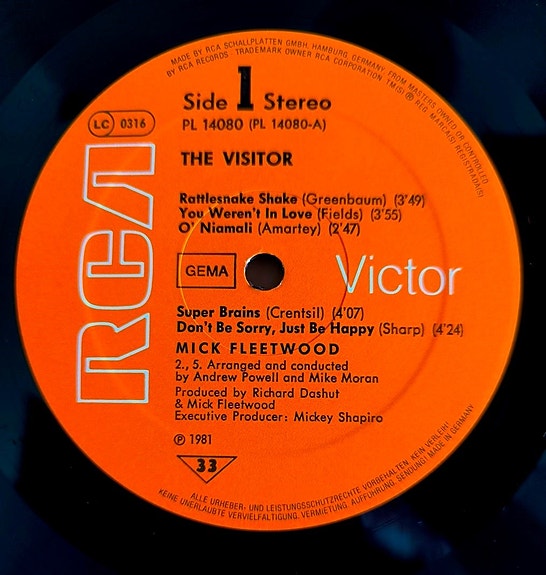 MADE BY RCA SCHALLPLATTEN GMBH, HAMBURG, GERMANY, FROM MASTERS OWNED OR CONTROLLED
BY RCA RECORDS. TRADEMARK OWNER RCA CORPORATION. TM(S) ® REG. MARCA(S) REGISTRADA(S)
Side 1 Stereo
PL 14080 (PL 14080-A)
LC 0316
THE VISITOR
RCA
Rattlesnake Shake (Greenbaum) (3'49)
You Weren't In Love (Fields) (3'55)
O' Niamali (Amartey) (2'47)
GEMA
Victor
Super Brains (Crentsil) (4'07)
Don't Be Sorry, Just Be Happy (Sharp) (4'24)
MICK FLEETWOOD
2., 5. Arranged and conducted
by Andrew Powell and Mike Moran
Produced by Richard Dashut
& Mick Fleetwood
Executive Producer: Mickey Shapiro
℗ 1981
33
ALLE URHEBER- UND LEISTUNGSSCHUTZRECHTE VORBEHALTEN. KEIN VERLEIH!
KEINE UNERLAUBTE VERVIELFALTIGUNG, VERMIETUNG, AUFFÜHRUNG, SENDUNG! MADE IN GERMANY